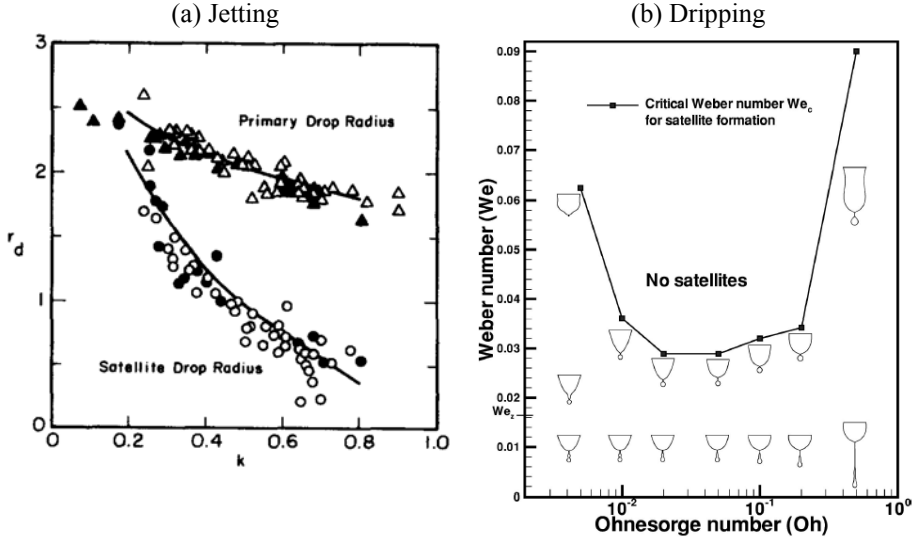 (a) Jetting
3
2
1
0
r_d
Primary Drop Radius
Satellite Drop Radius
0
0.2
0.4
0.6
0.8
1.0
k
(b) Dripping
0.09
0.08
0.07
0.06
0.05
0.04
0.03
0.02
We_z
0.01
0
Weber number (We)
Critical Weber number We_c
for satellite formation
No satellites
10^-2
10^-1
10^0
Ohnesorge number (Oh)